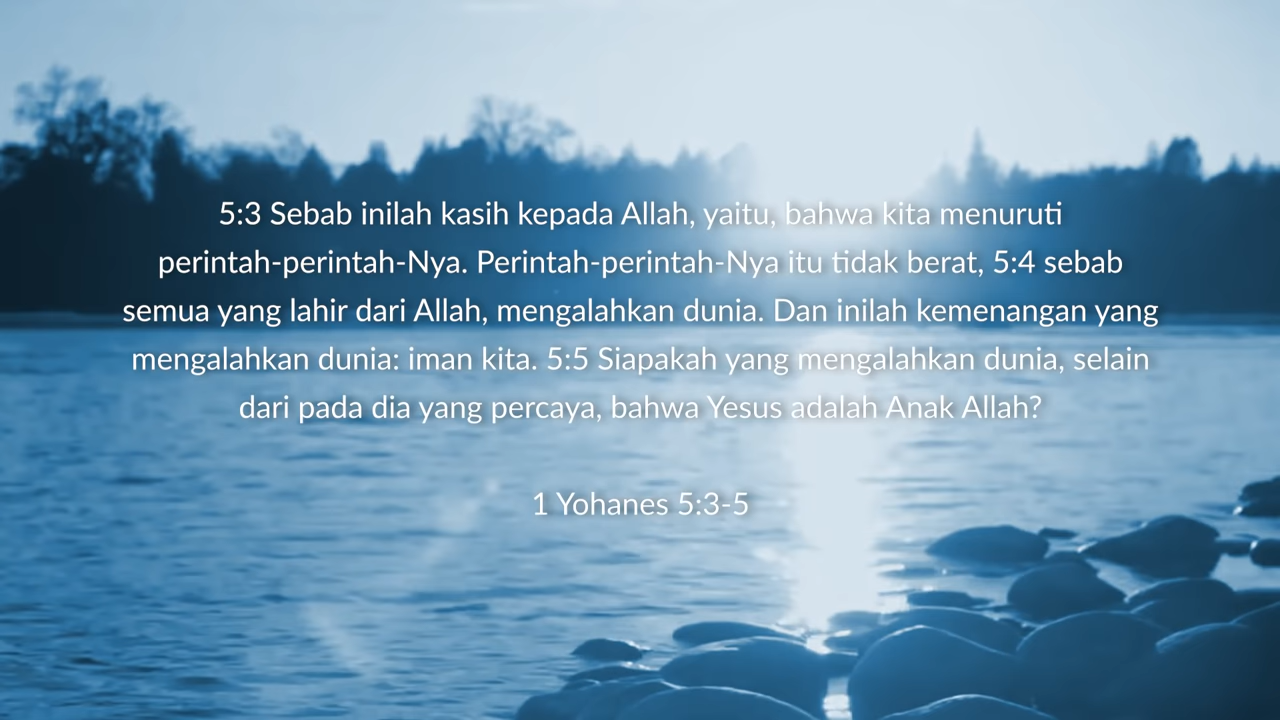 5:3 Sebab inilah kasih kepada Allah, yaitu, bahwa kita menuruti
perintah-perintah-Nya. Perintah-perintah-Nya itu tidak berat, 5:4 sebab
semua yang lahir dari Allah, mengalahkan dunia. Dan inilah kemenangan yang
mengalahkan dunia: iman kita. 5:5 Siapakah yang mengalahkan dunia, selain
dari pada dia yang percaya, bahwa Yesus adalah Anak Allah?
1 Yohanes 5:3-5